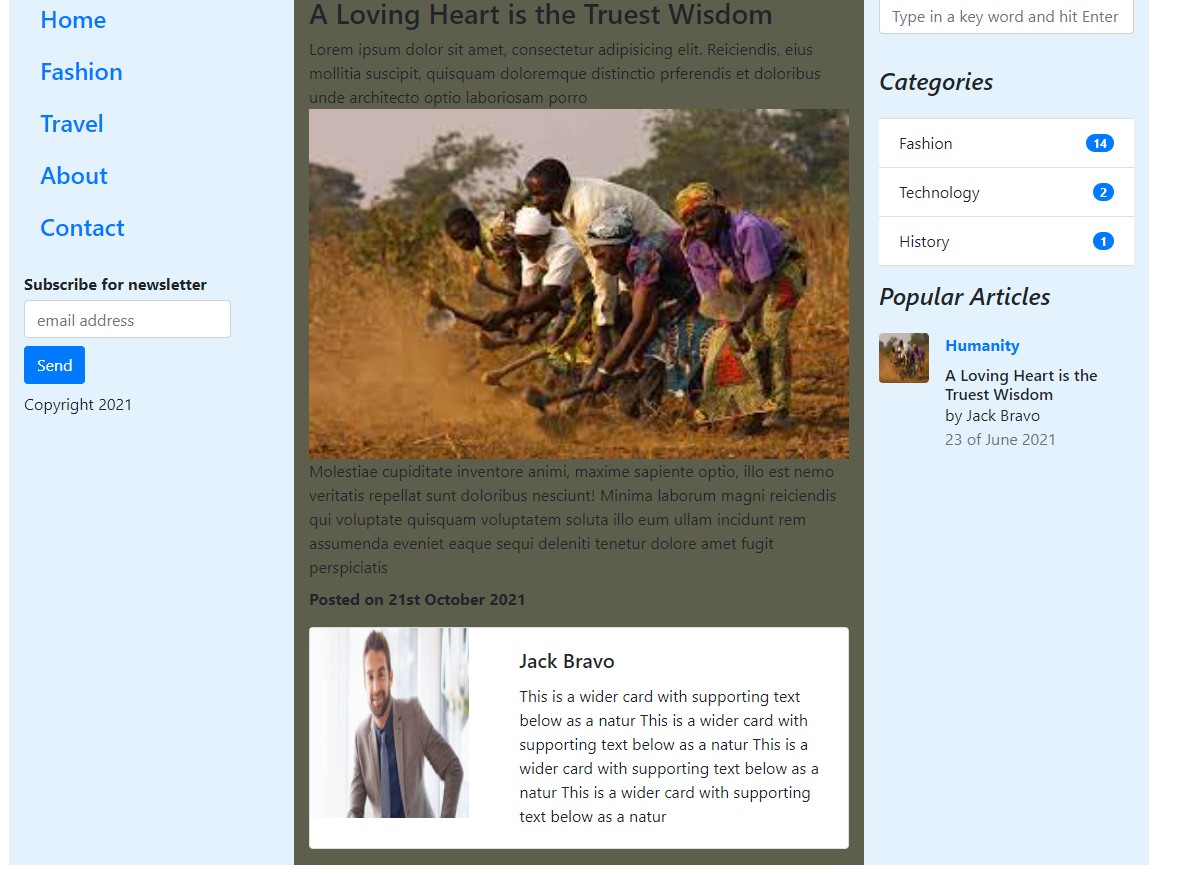 Home
Fashion
Travel
About
Contact
Subscribe for newsletter
email address
Send
Copyright 2021
A Loving Heart is the Truest Wisdom
Lorem ipsum dolor sit amet, consectetur adipisicing elit. Reiciendis, eius
mollitia suscipit, quisquam doloremque distinctio prferendis et doloribus
unde architecto optio laboriosam porro
Molestiae cupiditate inventore animi, maxime sapiente optio, illo est nemo
veritatis repellat sunt doloribus nesciunt! Minima laborum magni reiciendis
qui voluptate quisquam voluptatem soluta illo eum ullam incidunt rem
assumenda eveniet eaque sequi deleniti tenetur dolore amet fugit
perspiciatis
Posted on 21st October 2021
Jack Bravo
This is a wider card with supporting text
below as a natur This is a wider card with
supporting text below as a natur This is a
wider card with supporting text below as a
natur This is a wider card with supporting
text below as a natur
Type in a key word and hit Enter
Categories
Fashion 14
Technology 2
History 1
Popular Articles
Humanity
A Loving Heart is the
Truest Wisdom
by Jack Bravo
23 of June 2021